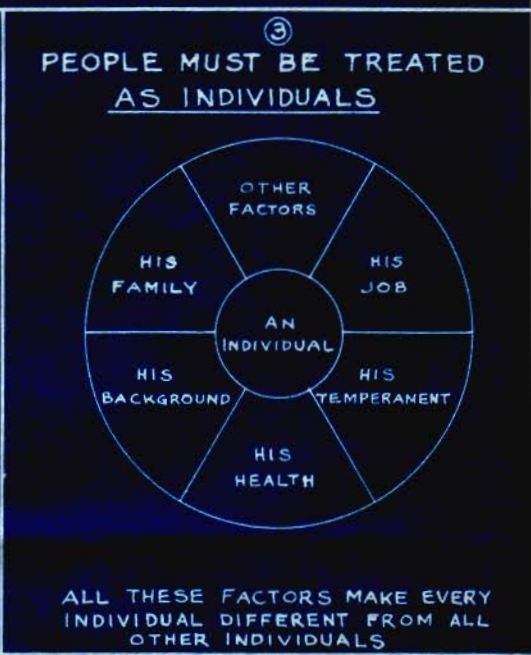 3
PEOPLE MUST BE TREATED
AS INDIVIDUALS
OTHER
FACTORS
HIS
FAMILY
HIS
JOB
AN
INDIVIDUAL
HIS
BACKGROUND
HIS
TEMPERAMENT
HIS
HEALTH
ALL THESE FACTORS MAKE EVERY
INDIVIDUAL DIFFERENT FROM ALL
OTHER INDIVIDUALS